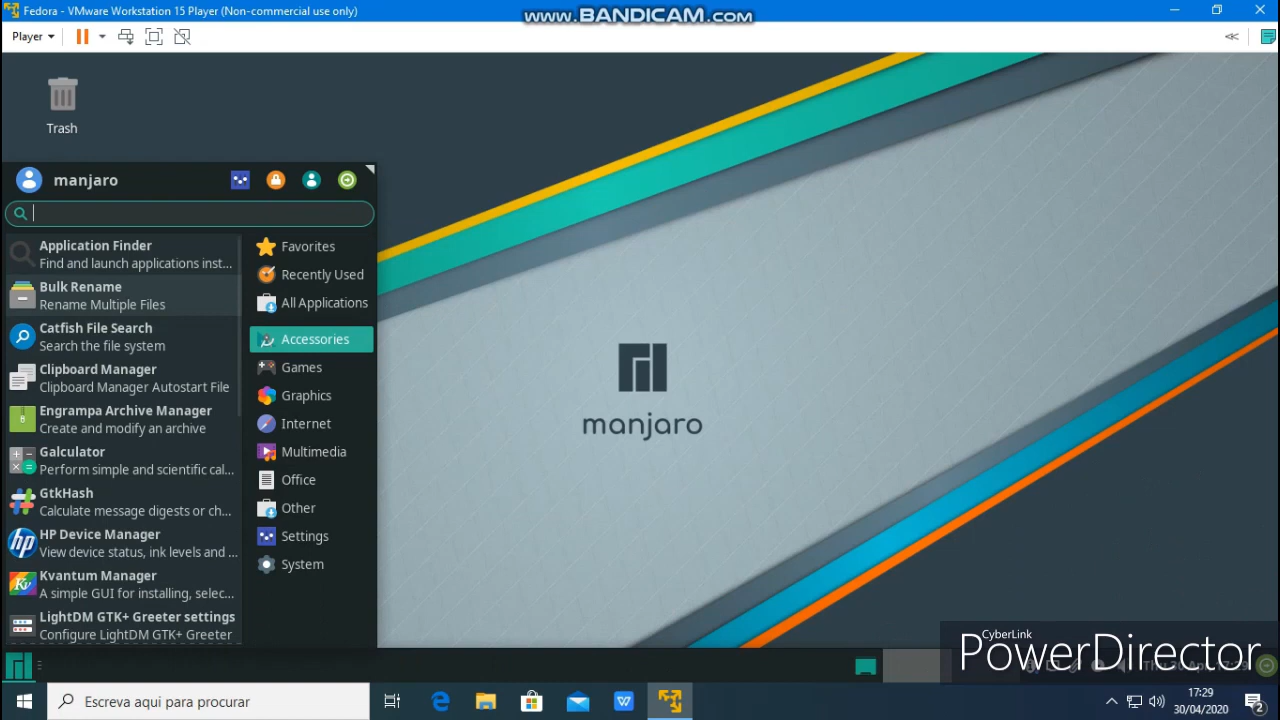 Fedora - VMware Workstation 15 Player (Non-commercial use only)
www.BANDICAM.com
Player
Trash
manjaro
Application Finder
Find and launch applications inst...
Bulk Rename
Rename Multiple Files
Catfish File Search
Search the file system
Clipboard Manager
Clipboard Manager Autostart File
Engrampa Archive Manager
Create and modify an archive
Galculator
Perform simple and scientific cal...
GtkHash
Calculate message digests or ch...
HP Device Manager
View device status, ink levels and ...
Kvantum Manager
A simple GUI for installing, selec...
LightDM GTK+ Greeter settings
Configure LightDM GTK+ Greeter
Favorites
Recently Used
All Applications
Accessories
Games
Graphics
Internet
Multimedia
Office
Other
Settings
System
manjaro
CyberLink
PowerDirector
Escreva aqui para procurar
17:29
30/04/2020
2